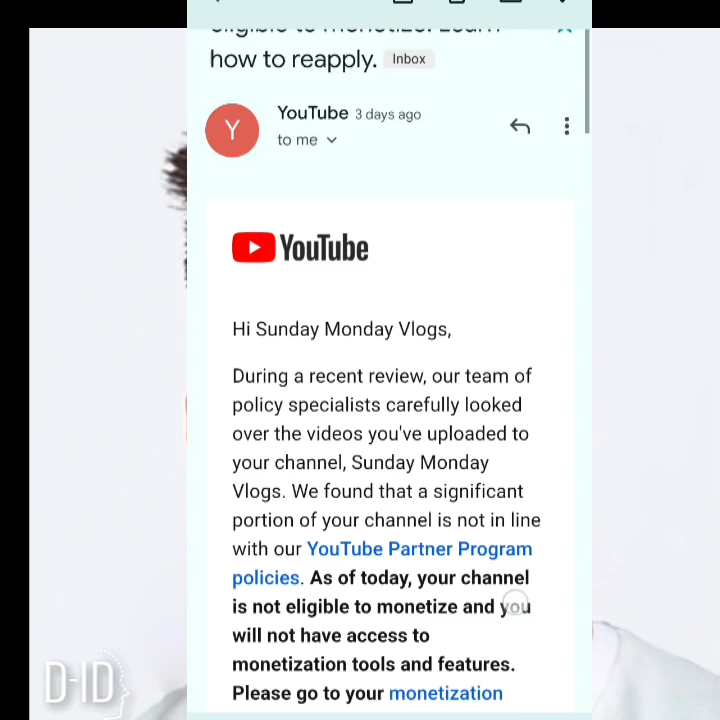 eligible to monetize. Learn
how to reapply. Inbox
Y
YouTube 3 days ago
to me
YouTube
Hi Sunday Monday Vlogs,
During a recent review, our team of
policy specialists carefully looked
over the videos you've uploaded to
your channel, Sunday Monday
Vlogs. We found that a significant
portion of your channel is not in line
with our YouTube Partner Program
policies. As of today, your channel
is not eligible to monetize and you
will not have access to
monetization tools and features.
Please go to your monetization
D-ID